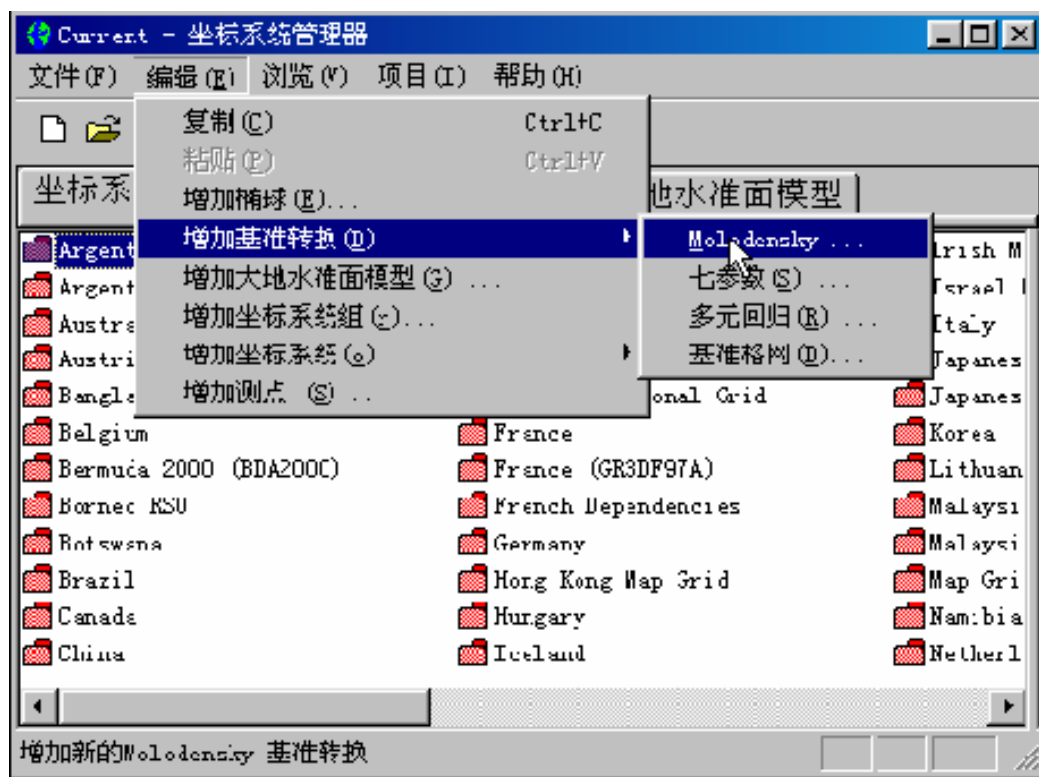 Current - 坐标系统管理器
文件(F) 编辑(E) 浏览(V) 项目(I) 帮助(H)
复制(C) Ctrl+C
粘贴(P) Ctrl+V
增加椭球(E)...
增加基准转换(D)
增加大地水准面模型(G) ...
增加坐标系统组(r)...
增加坐标系统(o)
增加测点 (S) ..
Molodensky ...
七参数(S) ...
多元回归(R) ...
基准格网(D)...
坐标系
地水准面模型
Argent
Argent
Austra
Austri
Bangla
Belgium
Bermuda 2000 (BDA2000)
Borneo RSO
Botswana
Brazil
Canada
China
onal Grid
France
France (GR3DF97A)
French Dependencies
Germany
Hong Kong Map Grid
Hungary
Iceland
Irish M
Israel
Italy
Japanes
Japanes
Korea
Lithuan
Malaysi
Malaysi
Map Gri
Namibia
Netherl
增加新的Molodensky 基准转换